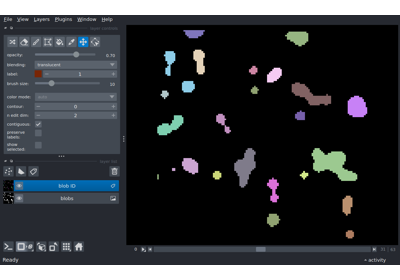 File View Layers Plugins Window Help
opacity: 0.70
blending: translucent
label: 1
brush size: 10
color mode:
contour: 0
n edit dim: 2
contiguous:
preserve
labels:
show
selected:
blob ID
blobs
Ready
activity